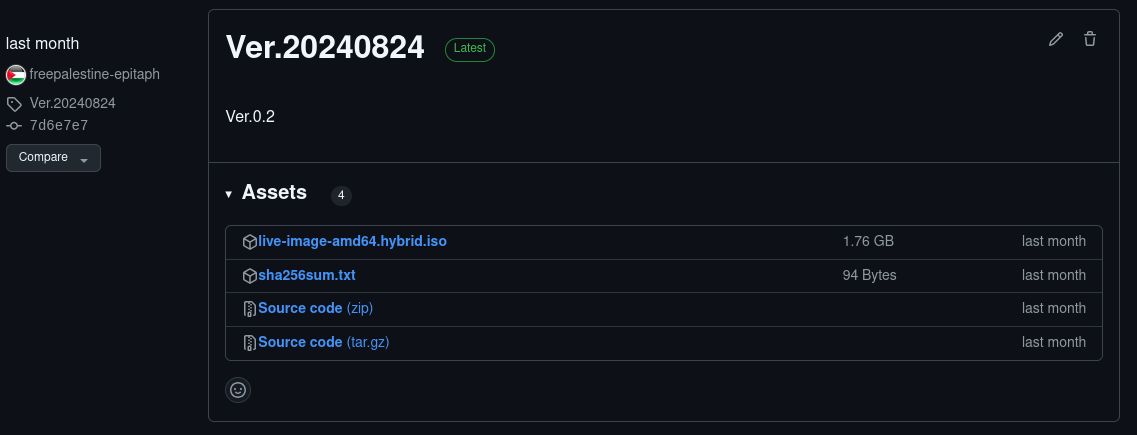 last month
freepalestine-epitaph
Ver.20240824
7d6e7e7
Compare
Ver.20240824 Latest
Ver.0.2
Assets 4
live-image-amd64.hybrid.iso 1.76 GB last month
sha256sum.txt 94 Bytes last month
Source code (zip) last month
Source code (tar.gz) last month